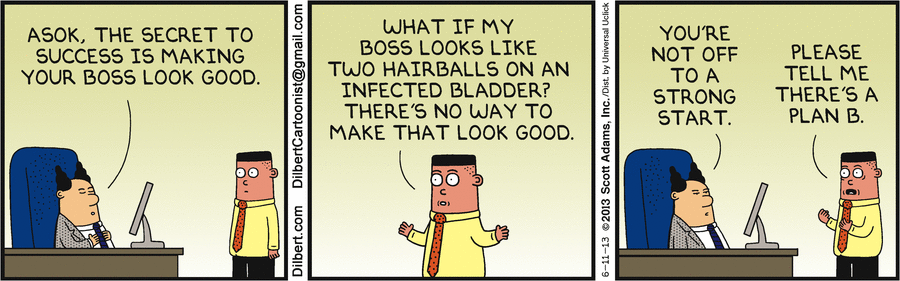 ASOK, THE SECRET TO
SUCCESS IS MAKING
YOUR BOSS LOOK GOOD.
Dilbert.com DilbertCartoonist@gmail.com
WHAT IF MY
BOSS LOOKS LIKE
TWO HAIRBALLS ON AN
INFECTED BLADDER?
THERE'S NO WAY TO
MAKE THAT LOOK GOOD.
6-11-13 ©2013 Scott Adams, Inc. /Dist. by Universal Uclick
YOU'RE
NOT OFF
TO A
STRONG
START.
PLEASE
TELL ME
THERE'S A
PLAN B.